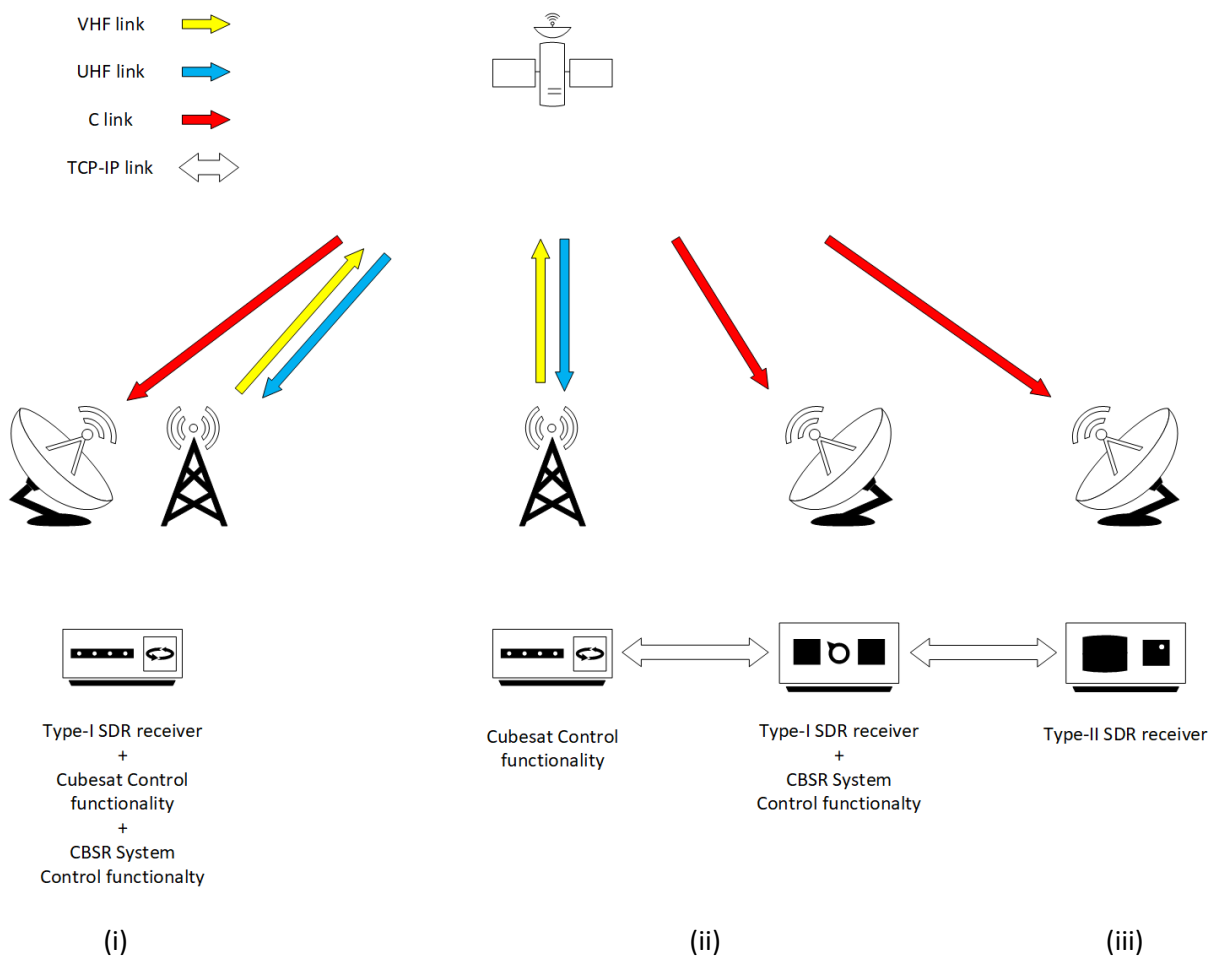 VHF link
UHF link
C link
TCP-IP link
Type-I SDR receiver
+
Cubesat Control
functionality
+
CBSR System
Control functionalty
Cubesat Control
functionality
Type-I SDR receiver
+
CBSR System
Control functionalty
Type-II SDR receiver
(i)
(ii)
(iii)